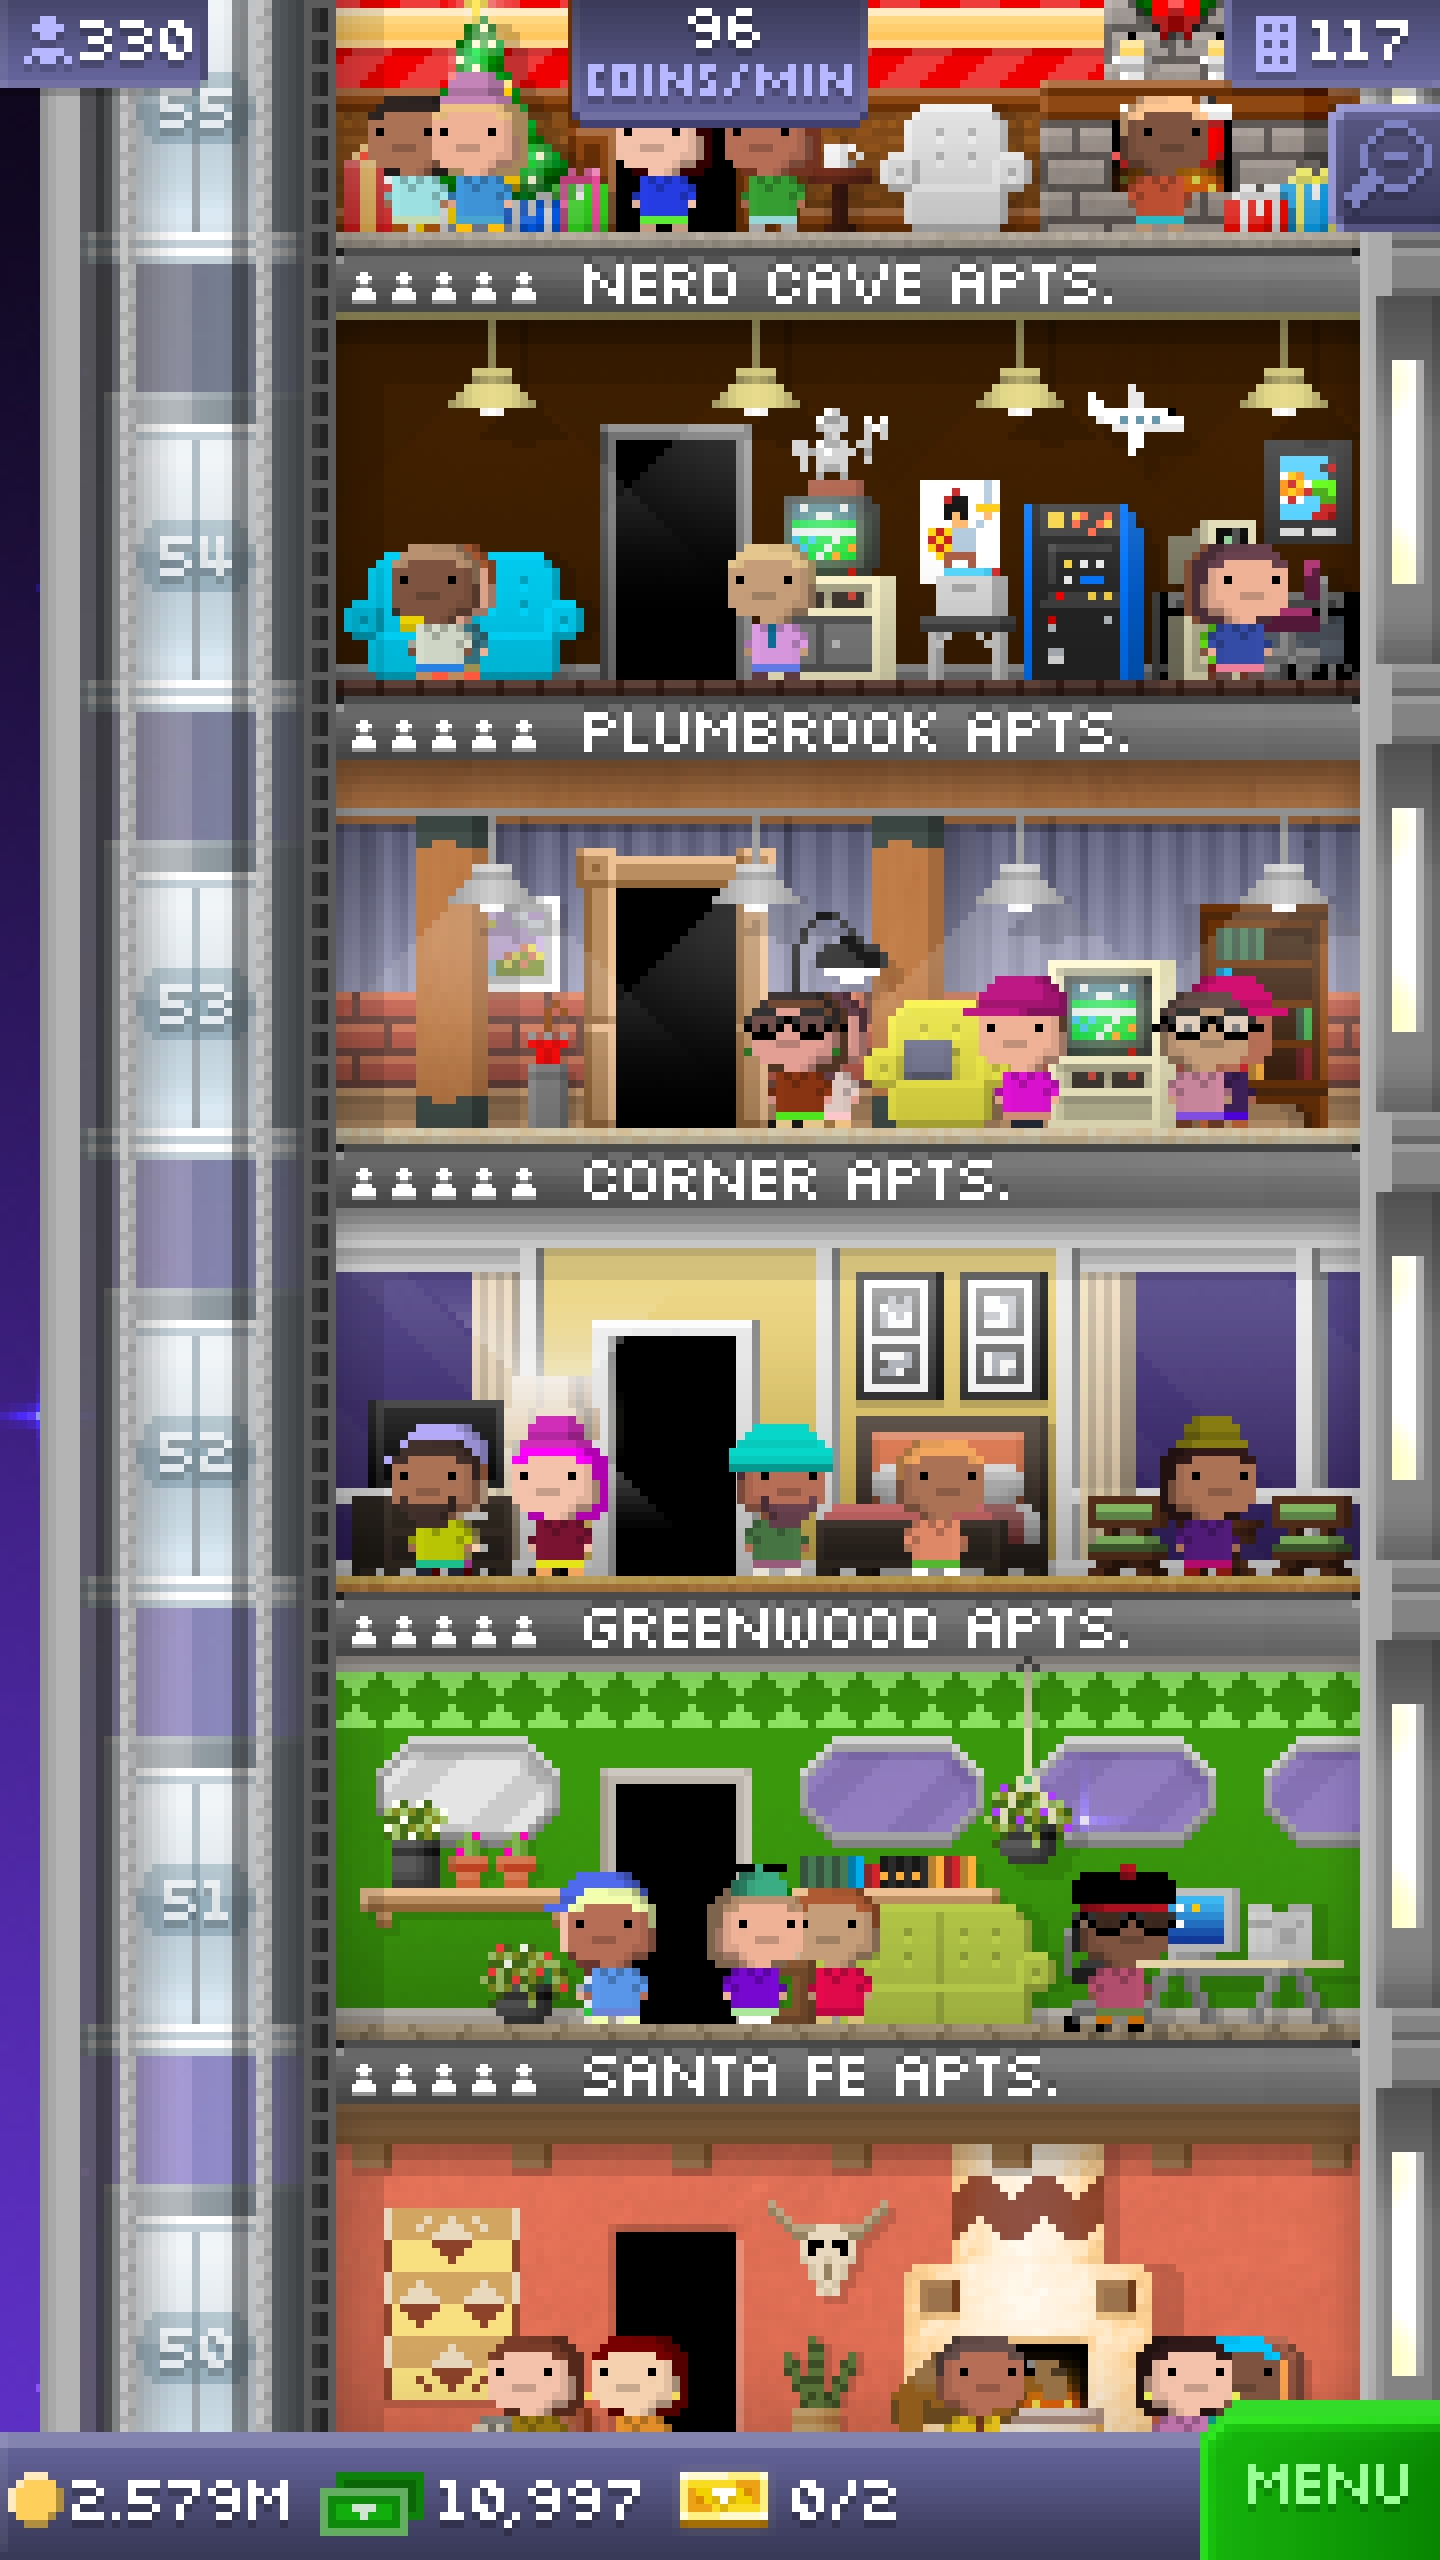 330
96
COINS/MIN
117
55
NERD CAVE APTS.
54
PLUMBROOK APTS.
53
CORNER APTS.
52
GREENWOOD APTS.
51
SANTA FE APTS.
50
2.579M
10,997
0/2
MENU